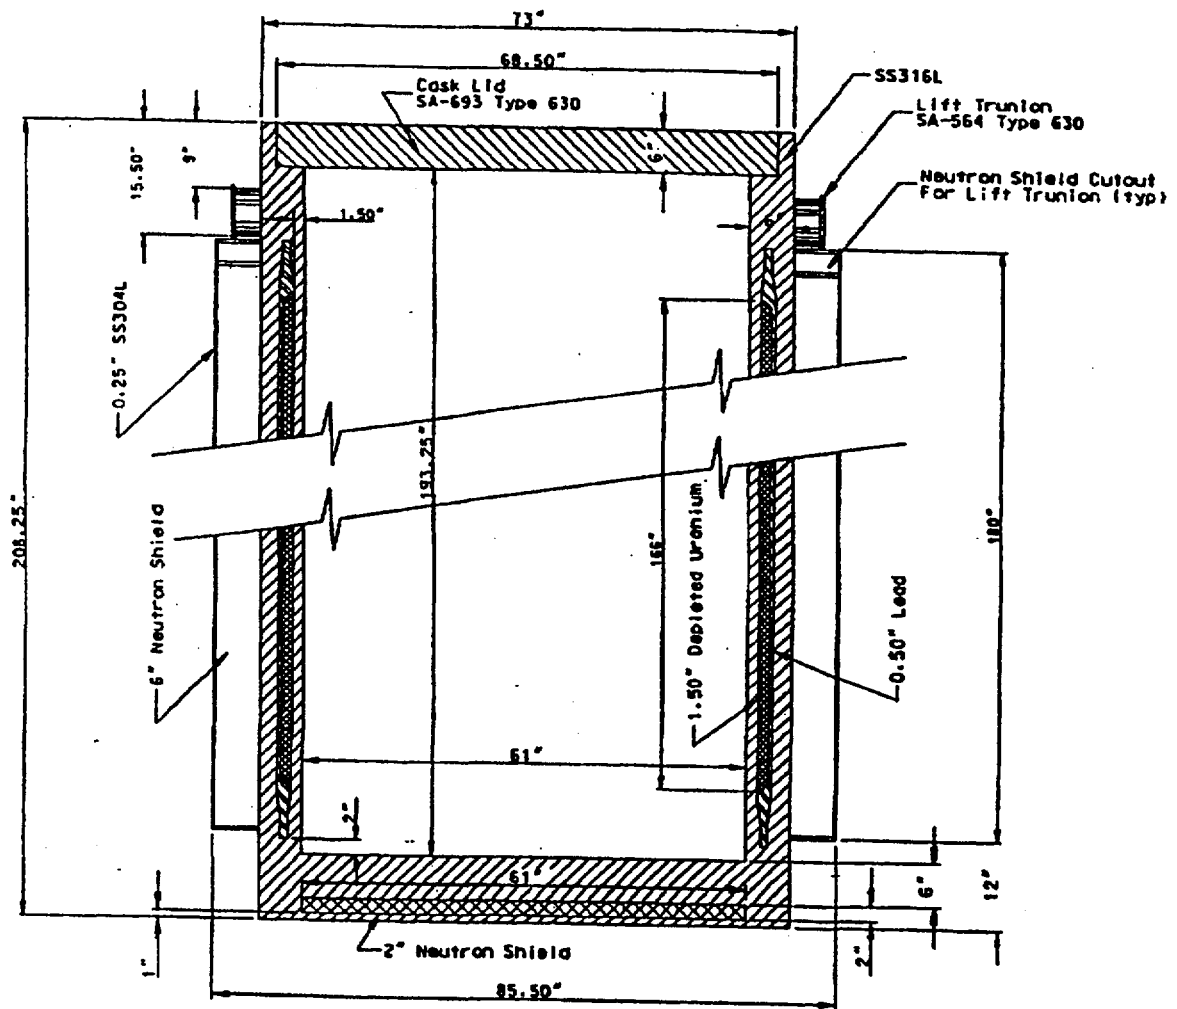 73"
68.50"
Cask Lid
SA-693 Type 630
SS316L
Lift Trunion
SA-564 Type 630
Neutron Shield Cutout
For Lift Trunion (typ)
15.50"
9"
6"
1.50"
6"
0.25" SS304L
208.25"
193.25"
166"
180"
6" Neutron Shield
1.50" Depleted Uranium
0.50" Lead
61"
2"
61"
6"
12"
1"
2" Neutron Shield
2"
85.50"